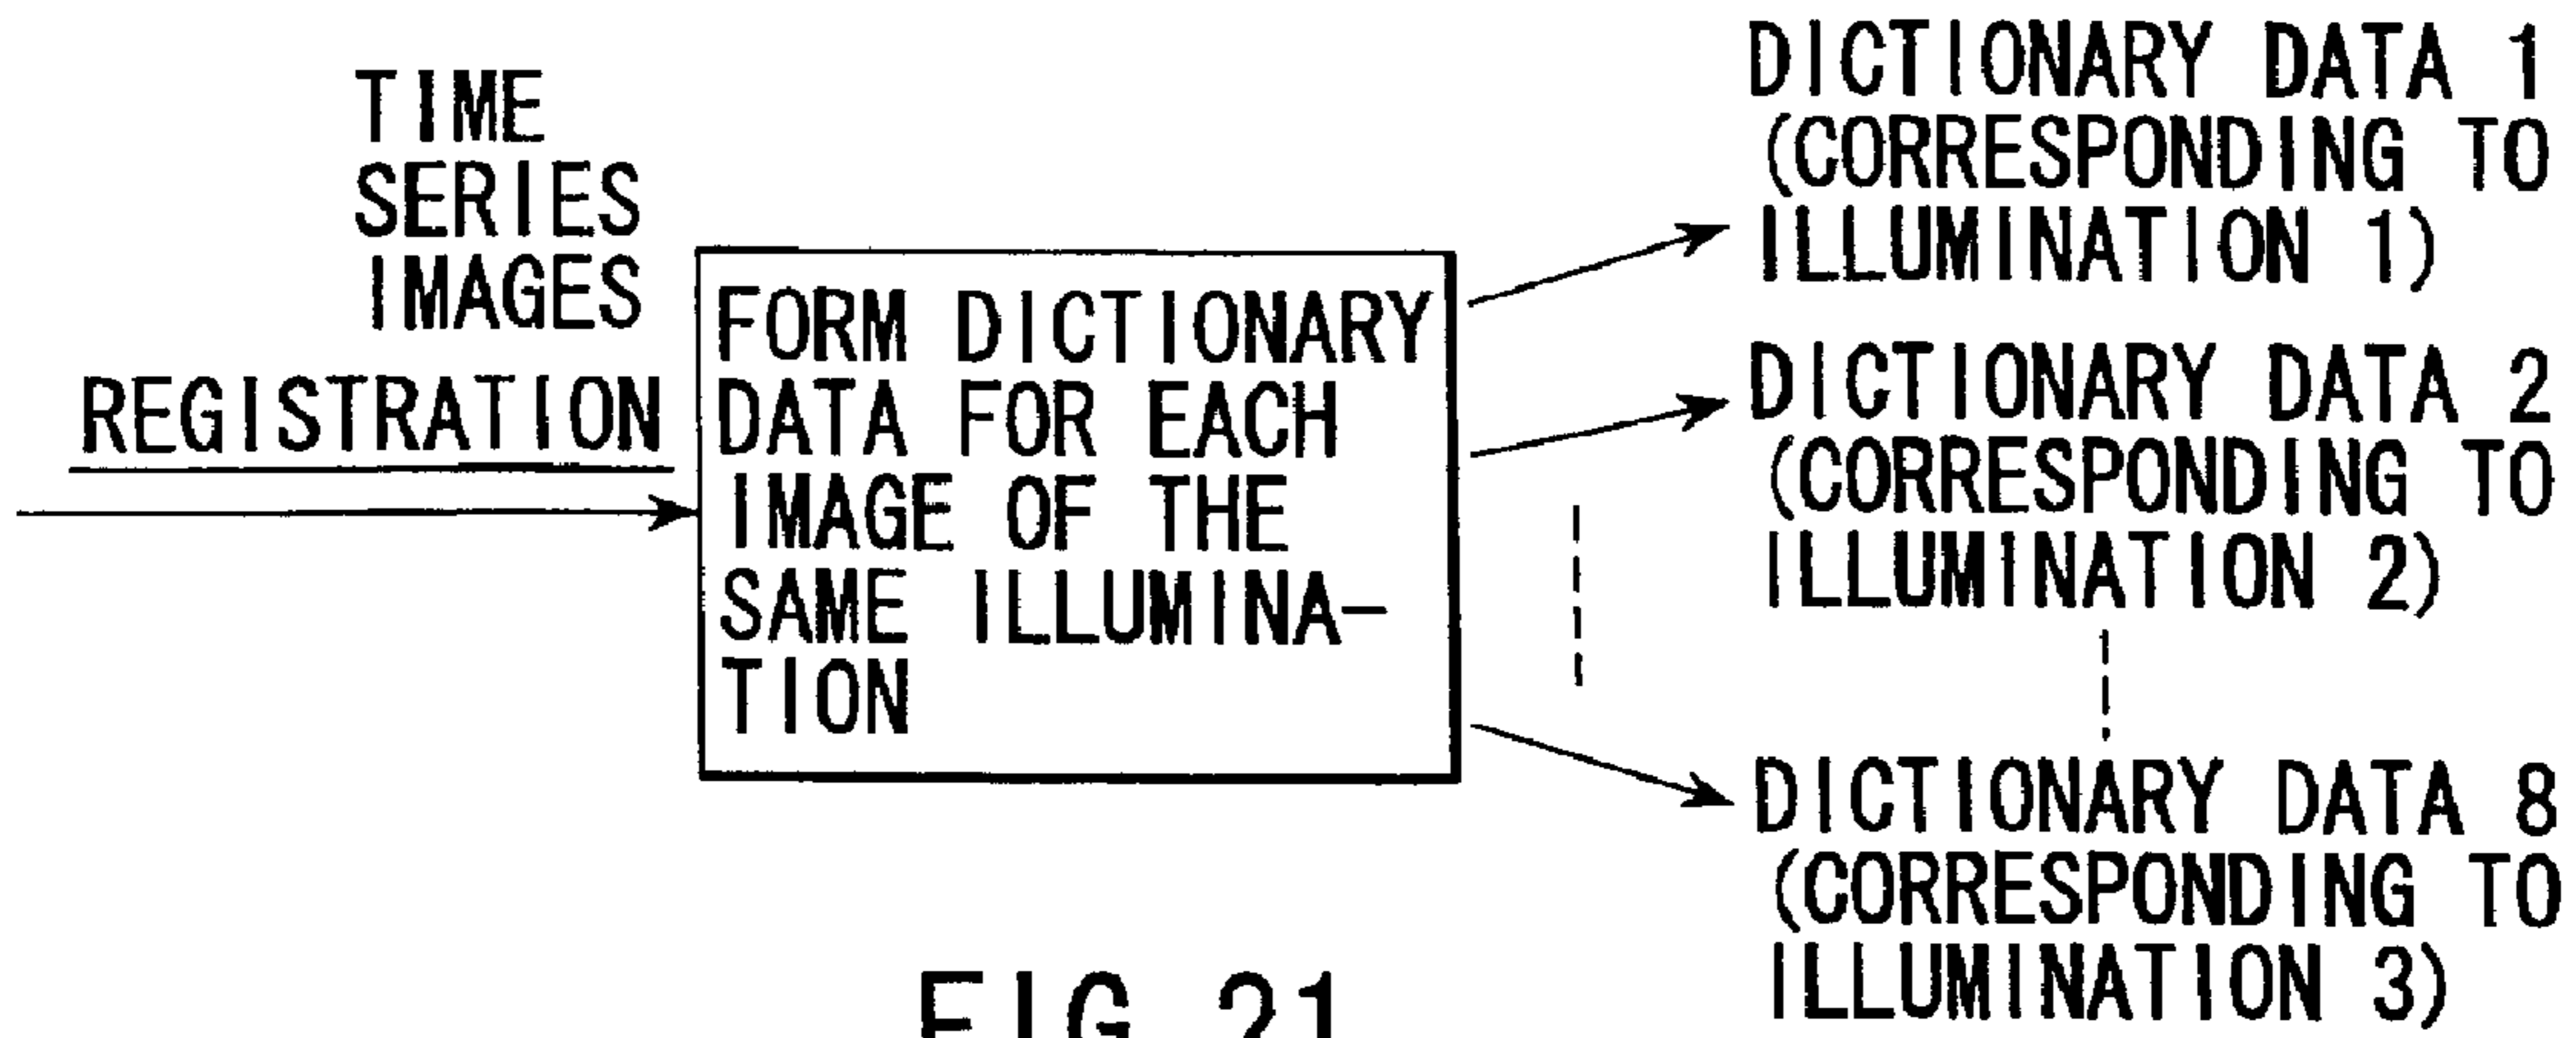 TIME
SERIES
IMAGES
REGISTRATION
FORM DICTIONARY
DATA FOR EACH
IMAGE OF THE
SAME ILLUMINA-
TION
DICTIONARY DATA 1
(CORRESPONDING TO
ILLUMINATION 1)
DICTIONARY DATA 2
(CORRESPONDING TO
ILLUMINATION 2)
DICTIONARY DATA 8
(CORRESPONDING TO
ILLUMINATION 3)
FIG. 21